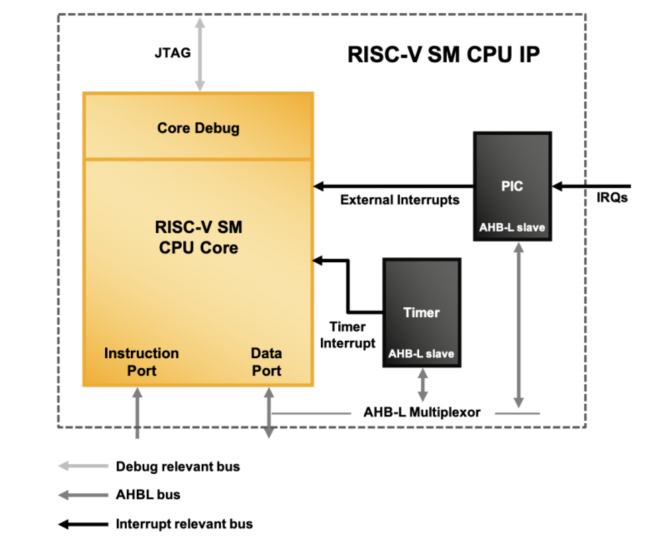 JTAG
RISC-V SM CPU IP
Core Debug
RISC-V SM
CPU Core
External Interrupts
PIC
AHB-L slave
IRQs
Timer
Interrupt
Timer
AHB-L slave
Instruction
Port
Data
Port
AHB-L Multiplexor
Debug relevant bus
AHBL bus
Interrupt relevant bus